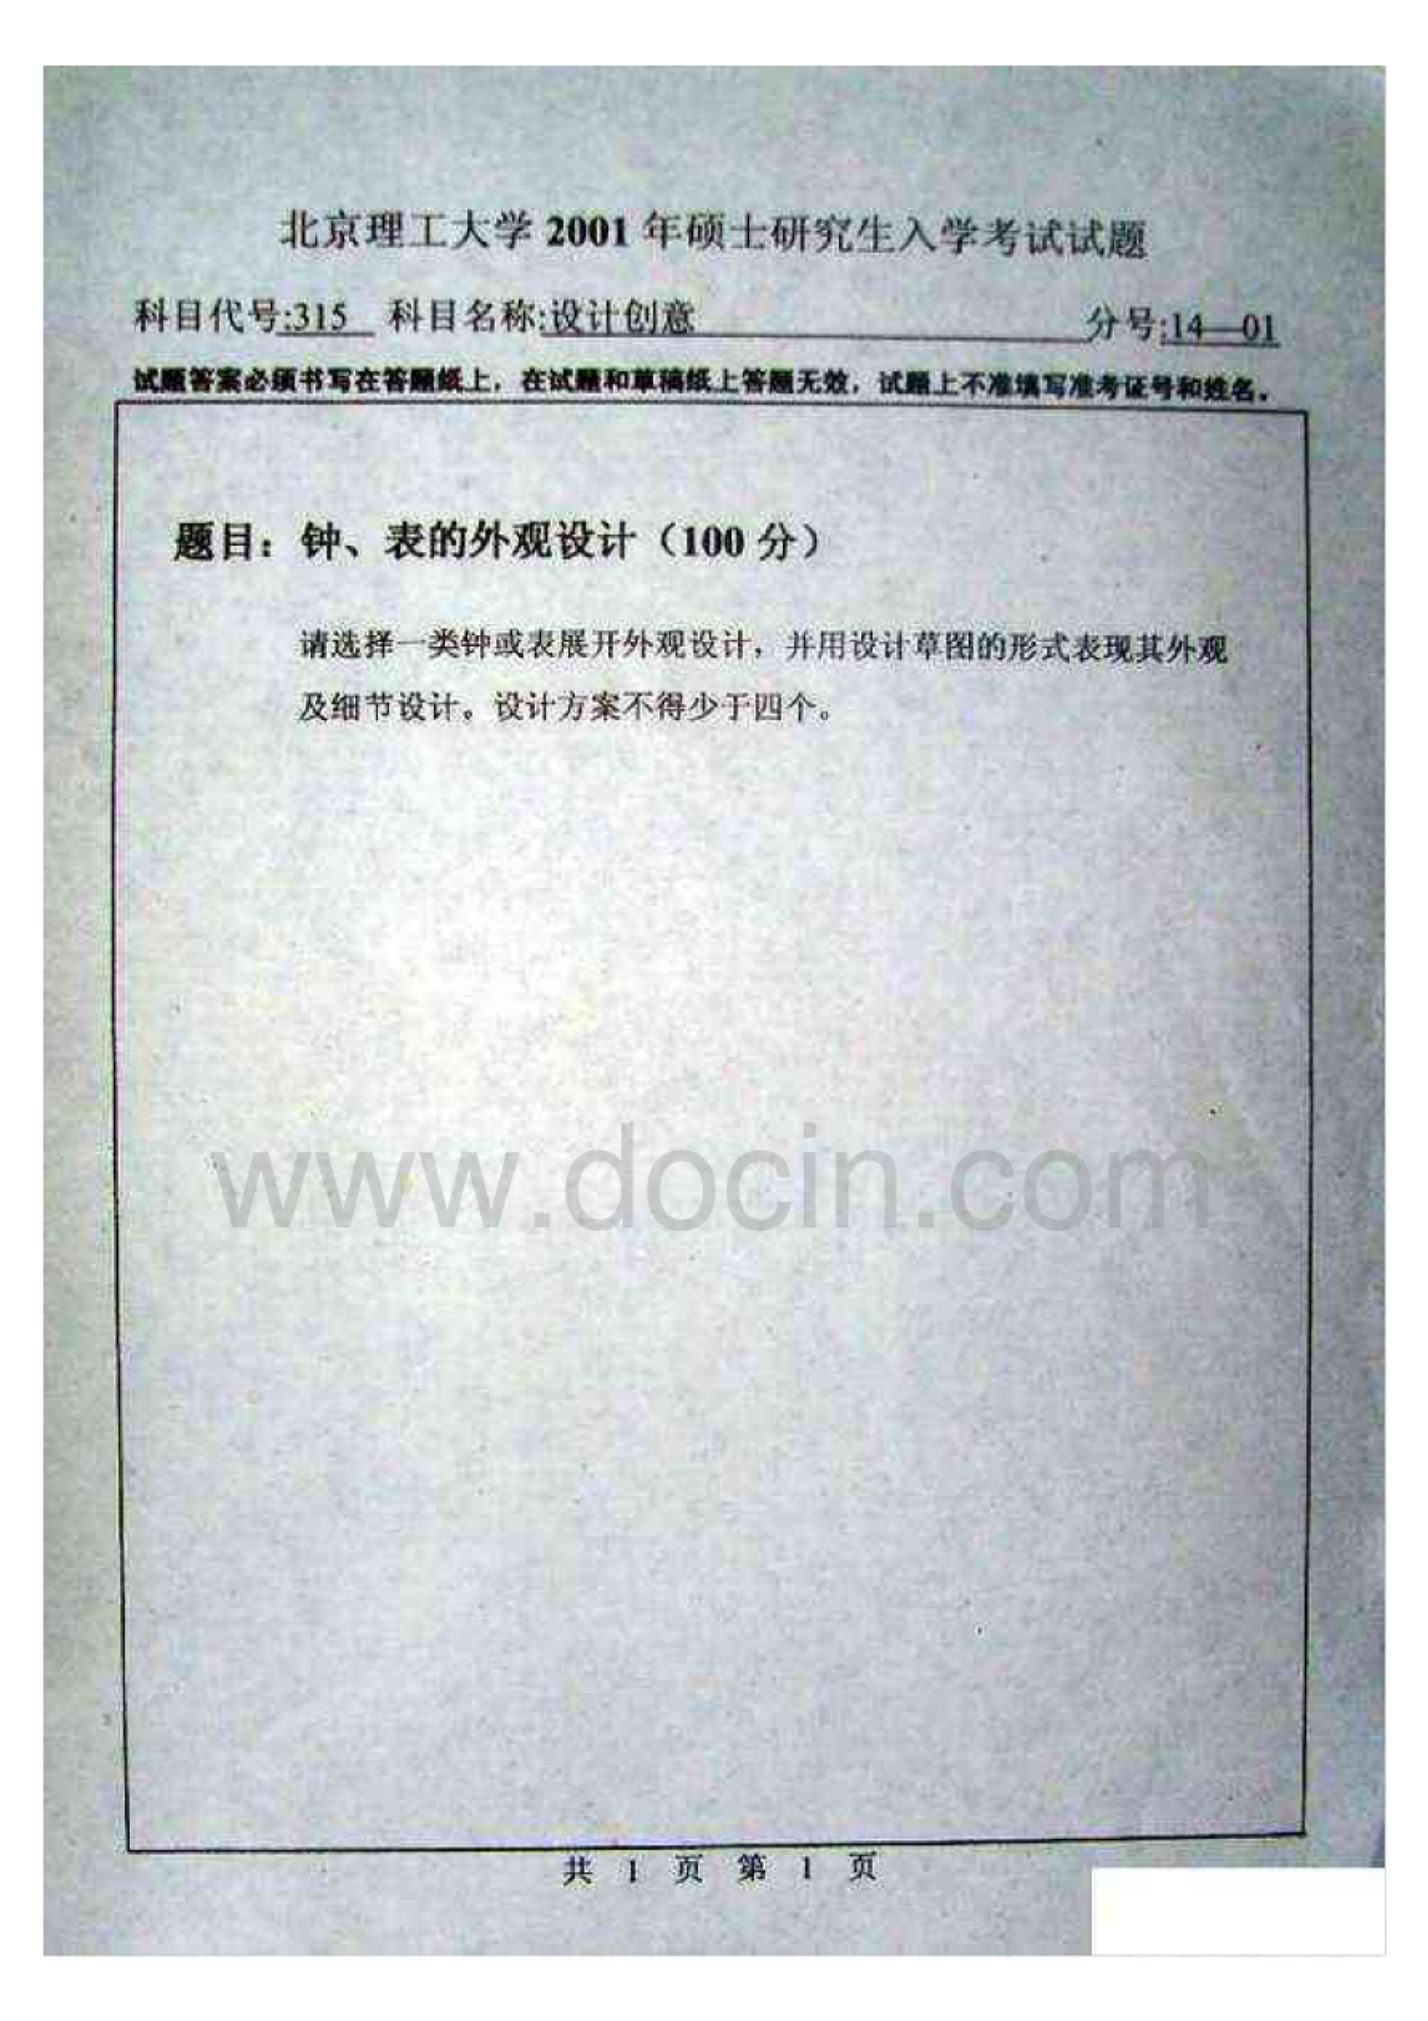 北京理工大学 2001 年硕士研究生入学考试试题
科目代号:315 科目名称:设计创意 分号:14—01
试题答案必须书写在答题纸上，在试题和草稿纸上答题无效，试题上不准填写准考证号和姓名。
题目：钟、表的外观设计（100 分）
请选择一类钟或表展开外观设计，并用设计草图的形式表现其外观
及细节设计。设计方案不得少于四个。
www.docin.com
共 1 页 第 1 页